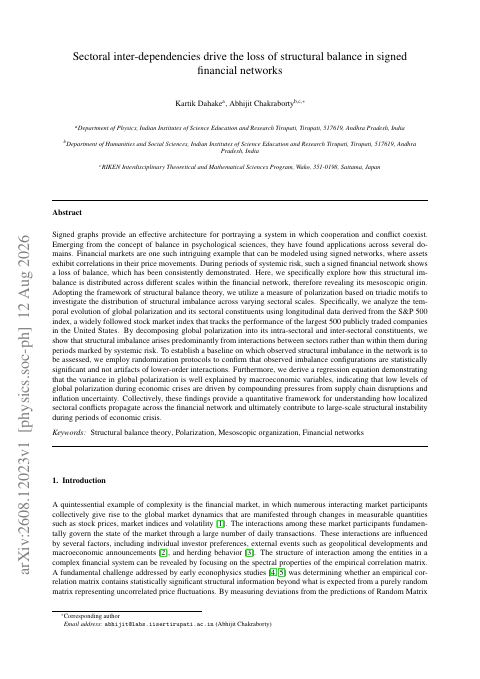 Sectoral inter-dependencies drive the loss of structural balance in signed
financial networks
Kartik Dahakeᵃ, Abhijit Chakrabortyᵇ,ᶜ,*
ᵃDepartment of Physics, Indian Institutes of Science Education and Research Tirupati, Tirupati, 517619, Andhra Pradesh, India
ᵇDepartment of Humanities and Social Sciences, Indian Institutes of Science Education and Research Tirupati, Tirupati, 517619, Andhra
Pradesh, India
ᶜRIKEN Interdisciplinary Theoretical and Mathematical Sciences Program, Wako, 351-0198, Saitama, Japan
Abstract
Signed graphs provide an effective architecture for portraying a system in which cooperation and conflict coexist.
Emerging from the concept of balance in psychological sciences, they have found applications across several do-
mains. Financial markets are one such intriguing example that can be modeled using signed networks, where assets
exhibit correlations in their price movements. During periods of systemic risk, such a signed financial network shows
a loss of balance, which has been consistently demonstrated. Here, we specifically explore how this structural im-
balance is distributed across different scales within the financial network, therefore revealing its mesoscopic origin.
Adopting the framework of structural balance theory, we utilize a measure of polarization based on triadic motifs to
investigate the distribution of structural imbalance across varying sectoral scales. Specifically, we analyze the tem-
poral evolution of global polarization and its sectoral constituents using longitudinal data derived from the S&P 500
index, a widely followed stock market index that tracks the performance of the largest 500 publicly traded companies
in the United States. By decomposing global polarization into its intra-sectoral and inter-sectoral constituents, we
show that structural imbalance arises predominantly from interactions between sectors rather than within them during
periods marked by systemic risk. To establish a baseline on which observed structural imbalance in the network is to
be assessed, we employ randomization protocols to confirm that observed imbalance configurations are statistically
significant and not artifacts of lower-order interactions. Furthermore, we derive a regression equation demonstrating
that the variance in global polarization is well explained by macroeconomic variables, indicating that low levels of
global polarization during economic crises are driven by compounding pressures from supply chain disruptions and
inflation uncertainty. Collectively, these findings provide a quantitative framework for understanding how localized
sectoral conflicts propagate across the financial network and ultimately contribute to large-scale structural instability
during periods of economic crisis.
Keywords: Structural balance theory, Polarization, Mesoscopic organization, Financial networks
1. Introduction
A quintessential example of complexity is the financial market, in which numerous interacting market participants
collectively give rise to the global market dynamics that are manifested through changes in measurable quantities
such as stock prices, market indices and volatility [1]. The interactions among these market participants fundamen-
tally govern the state of the market through a large number of daily transactions. These interactions are influenced
by several factors, including individual investor preferences, external events such as geopolitical developments and
macroeconomic announcements [2], and herding behavior [3]. The structure of interaction among the entities in a
complex financial system can be revealed by focusing on the spectral properties of the empirical correlation matrix.
A fundamental challenge addressed by early econophysics studies [4, 5] was determining whether an empirical cor-
relation matrix contains statistically significant structural information beyond what is expected from a purely random
matrix representing uncorrelated price fluctuations. By measuring deviations from the predictions of Random Matrix
*Corresponding author
Email address: abhijit@labs.iisertirupati.ac.in (Abhijit Chakraborty)
arXiv:2608.12023v1 [physics.soc-ph] 12 Aug 2026